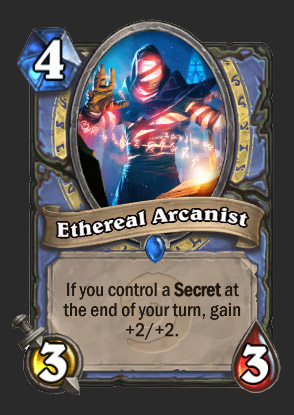 4
Ethereal Arcanist
If you control a Secret at
the end of your turn, gain
+2/+2.
3
3